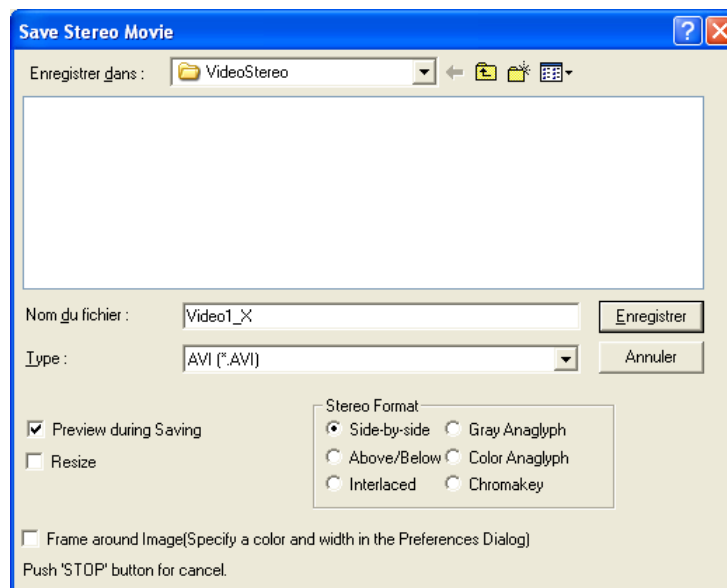 Save Stereo Movie
Enregistrer dans : VideoStereo
Nom du fichier : Video1_X Enregistrer
Type : AVI (*.AVI) Annuler
Stereo Format
Preview during Saving Side-by-side Gray Anaglyph
Resize Above/Below Color Anaglyph
Interlaced Chromakey
Frame around Image(Specify a color and width in the Preferences Dialog)
Push 'STOP' button for cancel.